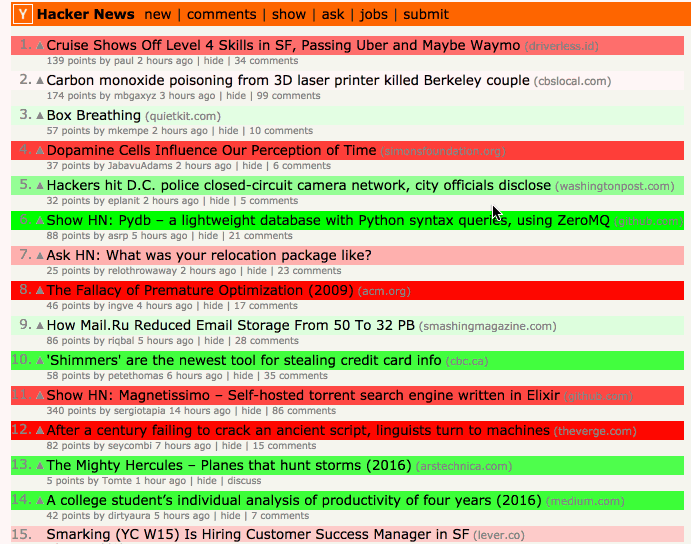 Y Hacker News new | comments | show | ask | jobs | submit
1. Cruise Shows Off Level 4 Skills in SF, Passing Uber and Maybe Waymo (driverless.id)
139 points by paul 2 hours ago | hide | 34 comments
2. Carbon monoxide poisoning from 3D laser printer killed Berkeley couple (cbslocal.com)
174 points by mbgaxyz 3 hours ago | hide | 99 comments
3. Box Breathing (quietkit.com)
57 points by mkempe 2 hours ago | hide | 10 comments
4. Dopamine Cells Influence Our Perception of Time (simonsfoundation.org)
37 points by JabavuAdams 2 hours ago | hide | 6 comments
5. Hackers hit D.C. police closed-circuit camera network, city officials disclose (washingtonpost.com)
32 points by eplanit 2 hours ago | hide | 5 comments
6. Show HN: Pydb – a lightweight database with Python syntax queries, using ZeroMQ (github.com)
88 points by asrp 5 hours ago | hide | 21 comments
7. Ask HN: What was your relocation package like?
25 points by relothrowaway 2 hours ago | hide | 23 comments
8. The Fallacy of Premature Optimization (2009) (acm.org)
46 points by ingve 4 hours ago | hide | 17 comments
9. How Mail.Ru Reduced Email Storage From 50 To 32 PB (smashingmagazine.com)
86 points by riqbal 5 hours ago | hide | 28 comments
10. 'Shimmers' are the newest tool for stealing credit card info (cbc.ca)
58 points by petethomas 6 hours ago | hide | 35 comments
11. Show HN: Magnetissimo – Self-hosted torrent search engine written in Elixir (github.com)
340 points by sergiotapia 14 hours ago | hide | 86 comments
12. After a century failing to crack an ancient script, linguists turn to machines (theverge.com)
82 points by seycombi 7 hours ago | hide | 15 comments
13. The Mighty Hercules – Planes that hunt storms (2016) (arstechnica.com)
5 points by Tomte 1 hour ago | hide | discuss
14. A college student's individual analysis of productivity of four years (2016) (medium.com)
42 points by dirtyaura 5 hours ago | hide | 7 comments
15. Smarking (YC W15) Is Hiring Customer Success Manager in SF (lever.co)